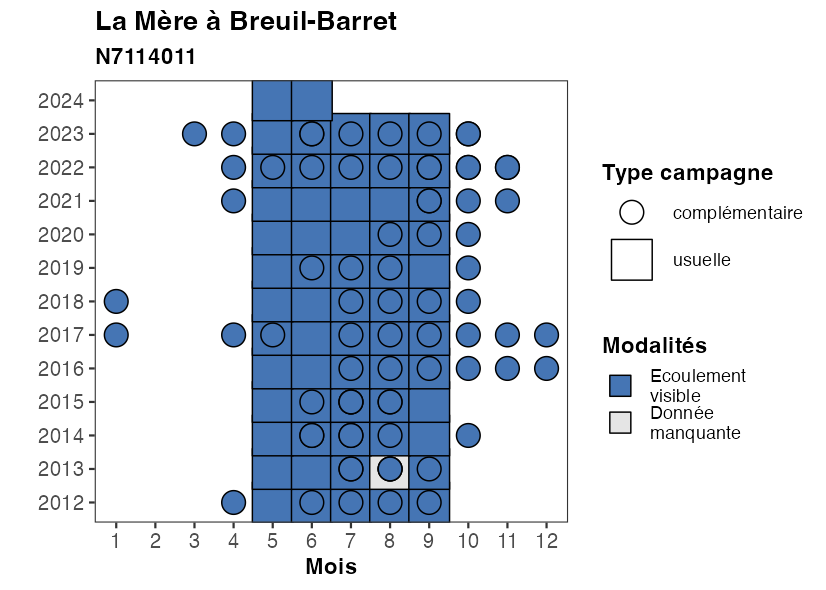 La Mère à Breuil-Barret
N7114011
2024
2023
2022
2021
2020
2019
2018
2017
2016
2015
2014
2013
2012
1 2 3 4 5 6 7 8 9 10 11 12
Mois
Type campagne
complémentaire
usuelle
Modalités
Ecoulement
visible
Donnée
manquante